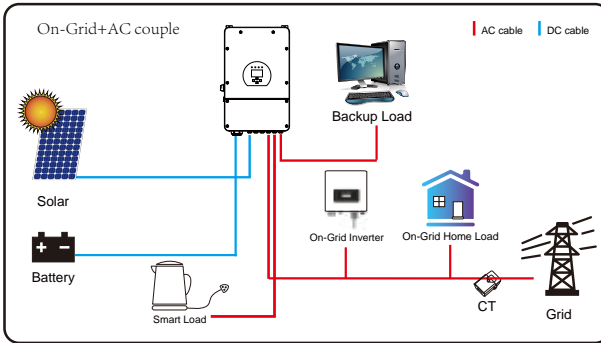 On-Grid+AC couple
AC cable
DC cable
Backup Load
Solar
On-Grid Inverter
On-Grid Home Load
Battery
Smart Load
CT
Grid